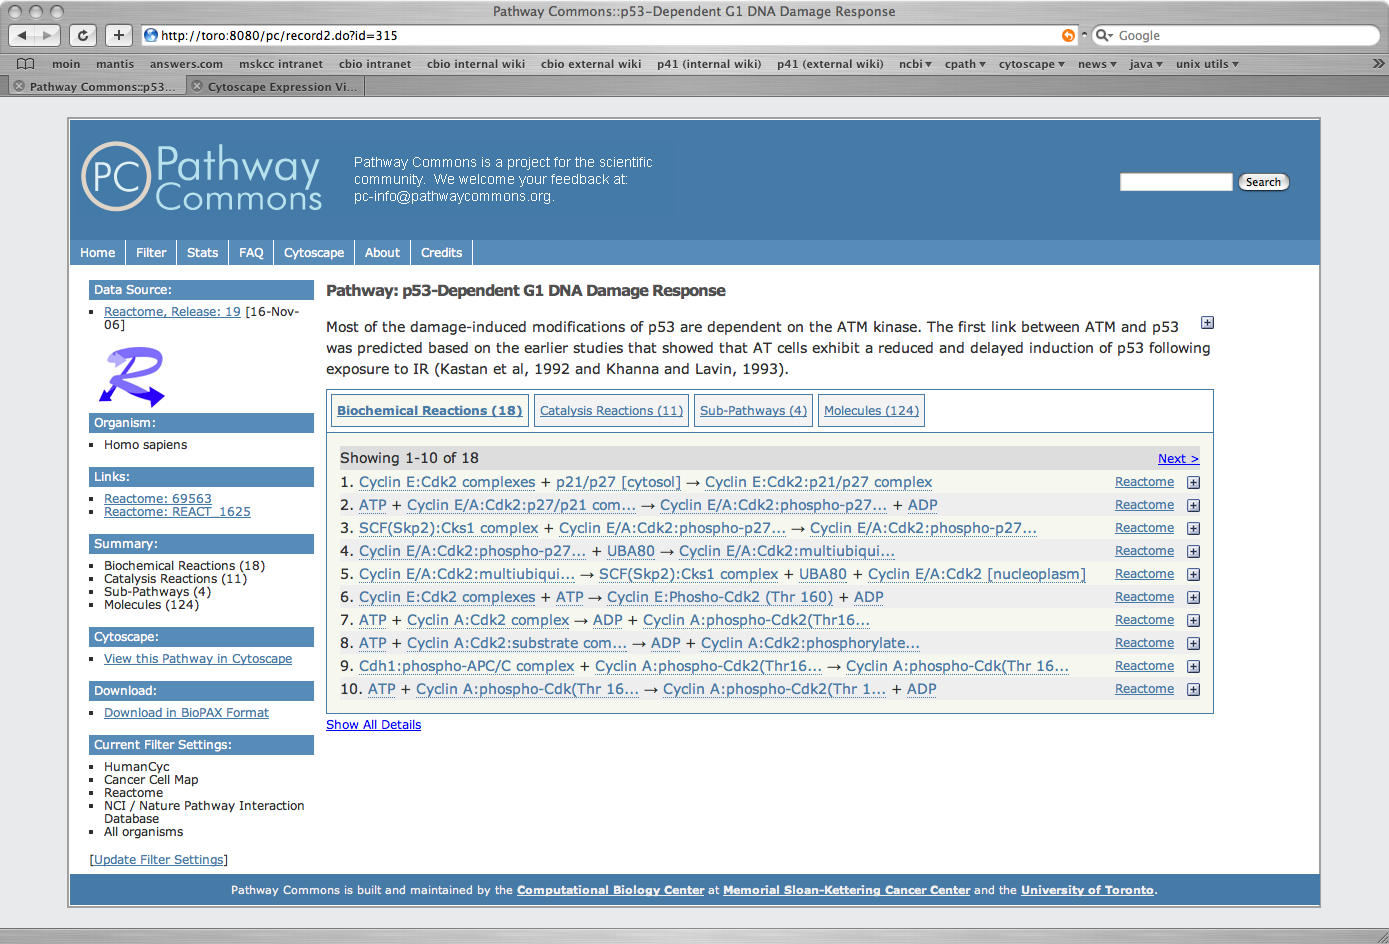 Pathway Commons::p53-Dependent G1 DNA Damage Response
http://toro:8080/pc/record2.do?id=315
Google
moin mantis answers.com mskcc intranet cbio intranet cbio internal wiki cbio external wiki p41 (internal wiki) p41 (external wiki) ncbi▾ cpath▾ cytoscape▾ news▾ java▾ unix utils▾
Pathway Commons::p53... Cytoscape Expression Vi...
PC Pathway Commons
Pathway Commons is a project for the scientific
community. We welcome your feedback at:
pc-info@pathwaycommons.org.
Search
Home Filter Stats FAQ Cytoscape About Credits
Data Source:
Reactome, Release: 19 [16-Nov-
06]
R
Organism:
Homo sapiens
Links:
Reactome: 69563
Reactome: REACT_1625
Summary:
Biochemical Reactions (18)
Catalysis Reactions (11)
Sub-Pathways (4)
Molecules (124)
Cytoscape:
View this Pathway in Cytoscape
Download:
Download in BioPAX Format
Current Filter Settings:
HumanCyc
Cancer Cell Map
Reactome
NCI / Nature Pathway Interaction
Database
All organisms
[Update Filter Settings]
Pathway: p53-Dependent G1 DNA Damage Response
Most of the damage-induced modifications of p53 are dependent on the ATM kinase. The first link between ATM and p53
was predicted based on the earlier studies that showed that AT cells exhibit a reduced and delayed induction of p53 following
exposure to IR (Kastan et al, 1992 and Khanna and Lavin, 1993).
Biochemical Reactions (18) Catalysis Reactions (11) Sub-Pathways (4) Molecules (124)
Showing 1-10 of 18 Next >
1. Cyclin E:Cdk2 complexes + p21/p27 [cytosol] → Cyclin E:Cdk2:p21/p27 complex Reactome
2. ATP + Cyclin E/A:Cdk2:p27/p21 com... → Cyclin E/A:Cdk2:phospho-p27... + ADP Reactome
3. SCF(Skp2):Cks1 complex + Cyclin E/A:Cdk2:phospho-p27... → Cyclin E/A:Cdk2:phospho-p27... Reactome
4. Cyclin E/A:Cdk2:phospho-p27... + UBA80 → Cyclin E/A:Cdk2:multiubiqui... Reactome
5. Cyclin E/A:Cdk2:multiubiqui... → SCF(Skp2):Cks1 complex + UBA80 + Cyclin E/A:Cdk2 [nucleoplasm] Reactome
6. Cyclin E:Cdk2 complexes + ATP → Cyclin E:Phosho-Cdk2 (Thr 160) + ADP Reactome
7. ATP + Cyclin A:Cdk2 complex → ADP + Cyclin A:phospho-Cdk2(Thr16... Reactome
8. ATP + Cyclin A:Cdk2:substrate com... → ADP + Cyclin A:Cdk2:phosphorylate... Reactome
9. Cdh1:phospho-APC/C complex + Cyclin A:phospho-Cdk2(Thr16... → Cyclin A:phospho-Cdk(Thr 16... Reactome
10. ATP + Cyclin A:phospho-Cdk(Thr 16... → Cyclin A:phospho-Cdk2(Thr 1... + ADP Reactome
Show All Details
Pathway Commons is built and maintained by the Computational Biology Center at Memorial Sloan-Kettering Cancer Center and the University of Toronto.